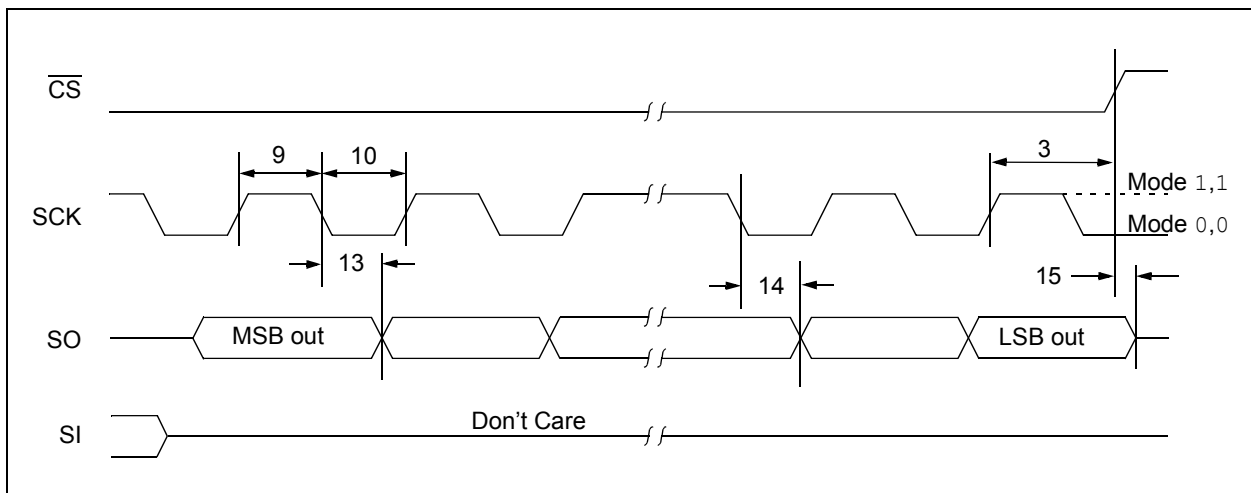 CS
9
10
3
SCK
Mode 1,1
Mode 0,0
13
14
15
SO
MSB out
LSB out
SI
Don't Care